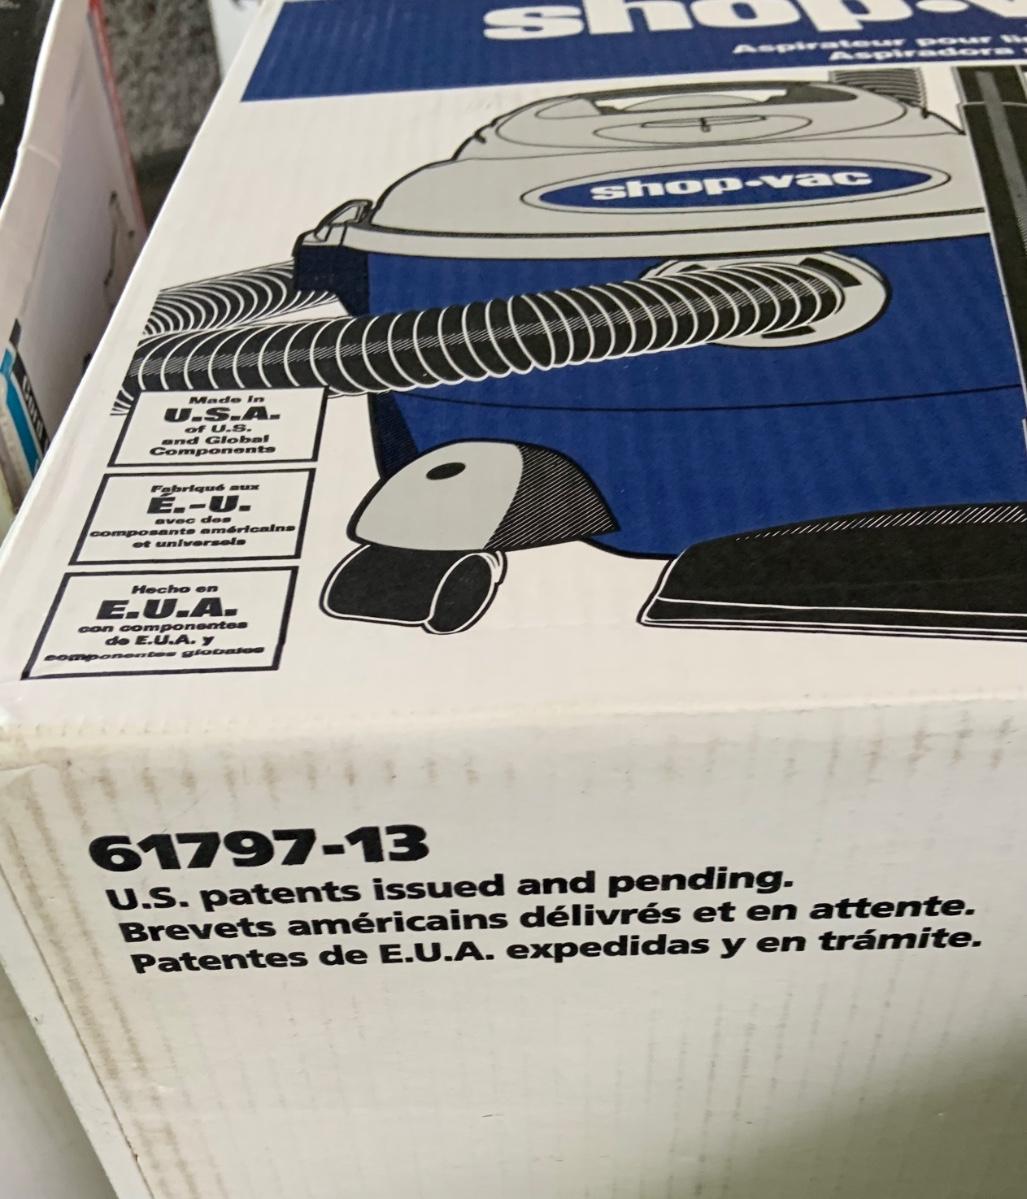 shop·v
Aspirateur pour
Aspiradora
shop·vac
Made in
U.S.A.
of U.S.
and Global
Components
Fabriqué aux
É.-U.
avec des
composants américains
et universels
Hecho en
E.U.A.
con componentes
de E.U.A. y
componentes globales
61797-13
U.S. patents issued and pending.
Brevets américains délivrés et en attente.
Patentes de E.U.A. expedidas y en trámite.